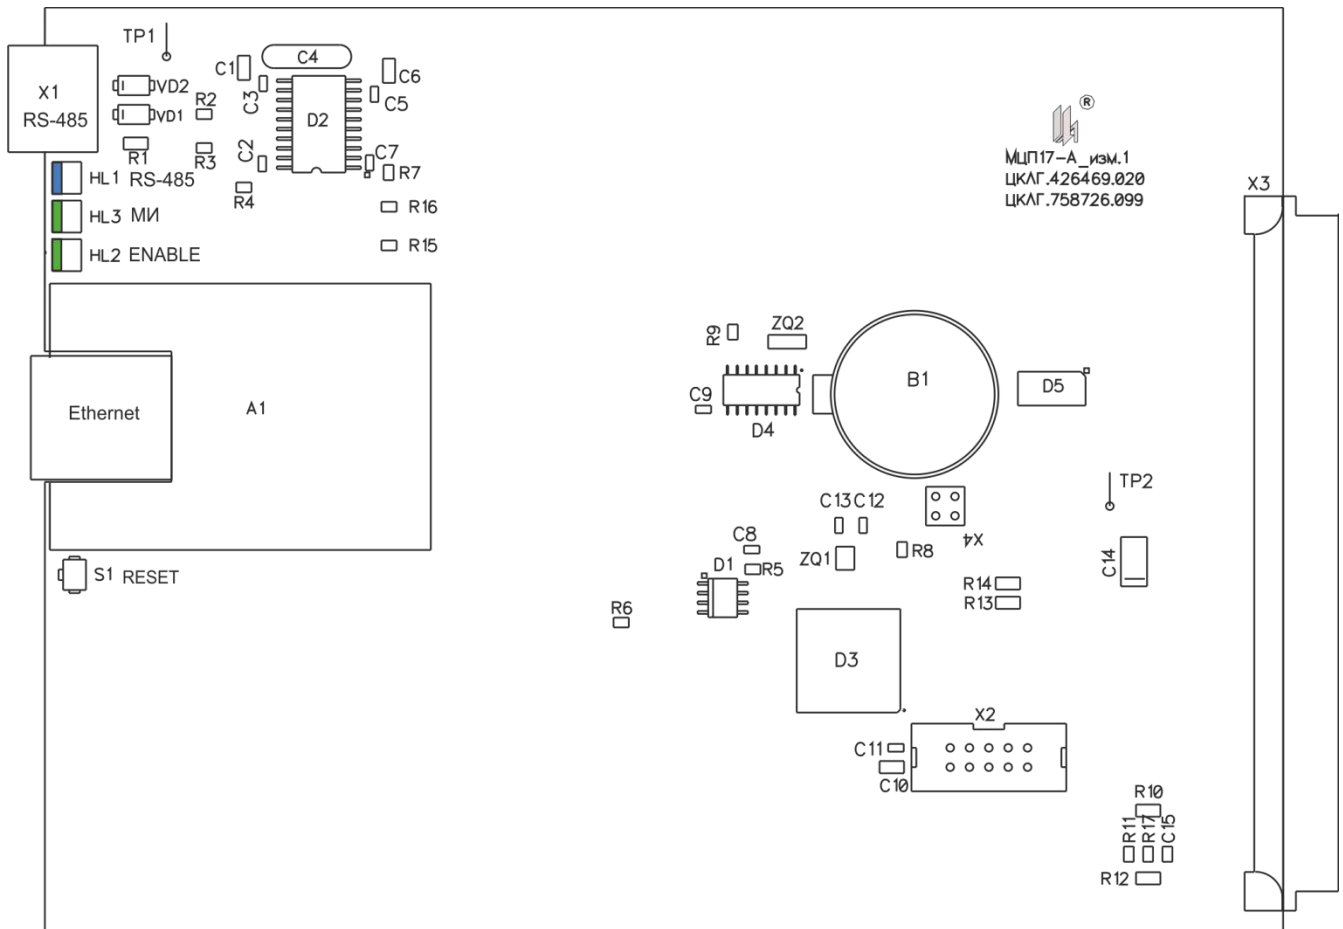 TP1
X1
RS-485
VD2
VD1
R1
R2
R3
C1
C3
C4
C6
C5
D2
C2
C7
R7
R4
R16
R15
HL1 RS-485
HL3 МИ
HL2 ENABLE
®
МЦП17-А_изм.1
ЦКЛГ.426469.020
ЦКЛГ.758726.099
X3
Ethernet
A1
R9
ZQ2
B1
D5
C9
D4
TP2
C13 C12
X4
C8
ZQ1
R8
D1
R5
C14
S1 RESET
R14
R13
R6
D3
X2
C11
C10
R10
R11
R17
C15
R12